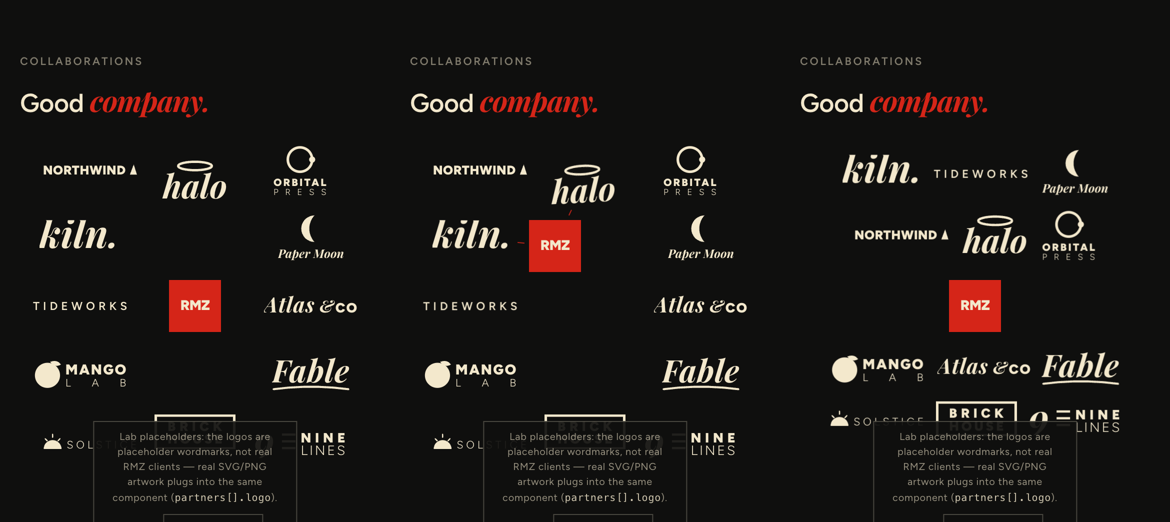 COLLABORATIONS
Good company.
NORTHWIND
halo
ORBITAL
PRESS
kiln.
Paper Moon
TIDEWORKS
RMZ
Atlas &co
MANGO
LAB
Fable
BRICK
NINE
LINES
Lab placeholders: the logos are
placeholder wordmarks, not real
RMZ clients — real SVG/PNG
artwork plugs into the same
component (partners[].logo).
COLLABORATIONS
Good company.
NORTHWIND
halo
ORBITAL
PRESS
kiln.
RMZ
Paper Moon
TIDEWORKS
Atlas &co
MANGO
LAB
Fable
BRICK
NINE
LINES
Lab placeholders: the logos are
placeholder wordmarks, not real
RMZ clients — real SVG/PNG
artwork plugs into the same
component (partners[].logo).
COLLABORATIONS
Good company.
kiln.
TIDEWORKS
Paper Moon
NORTHWIND
halo
ORBITAL
PRESS
RMZ
MANGO
LAB
Atlas &co
Fable
SOLSTICE
BRICK
HOUSE
9 NINE
LINES
Lab placeholders: the logos are
placeholder wordmarks, not real
RMZ clients — real SVG/PNG
artwork plugs into the same
component (partners[].logo).